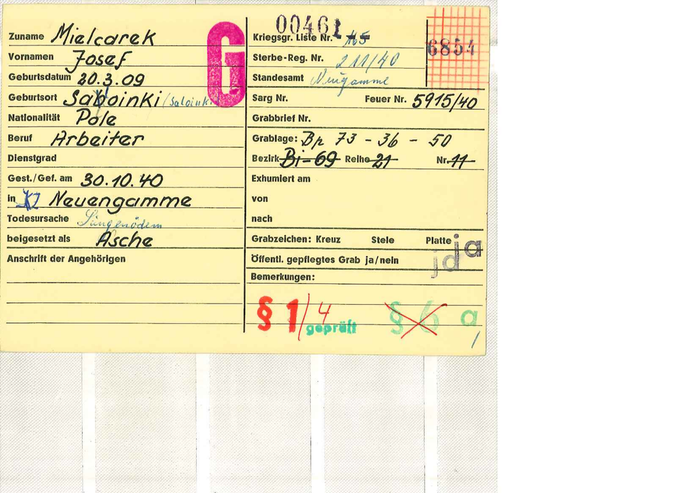 Zuname Mielcarek
Vornamen Josef
Geburtsdatum 20.3.09
Geburtsort
Nationalität Pole
Beruf Arbeiter
Dienstgrad
Gest./Gef. am 30.10.40
in KZ Neuengamme
Todesursache Lungenödem
beigesetzt als Asche
Anschrift der Angehörigen
G
00461
Kriegsgr. Liste Nr.
6854
Sterbe-Reg. Nr. 211/40
Standesamt Neuengamme
Sarg Nr. Feuer Nr. 5915/40
Grabbrief Nr.
Grablage: Bp 73 - 36 - 50
Bezirk Bi-69 Reihe 21 Nr. 11
Exhumiert am
von
nach
Grabzeichen: Kreuz Stele Platte ja
Öffentl. gepflegtes Grab ja/nein ja
Bemerkungen:
§ 1/4 geprüft § 6 a